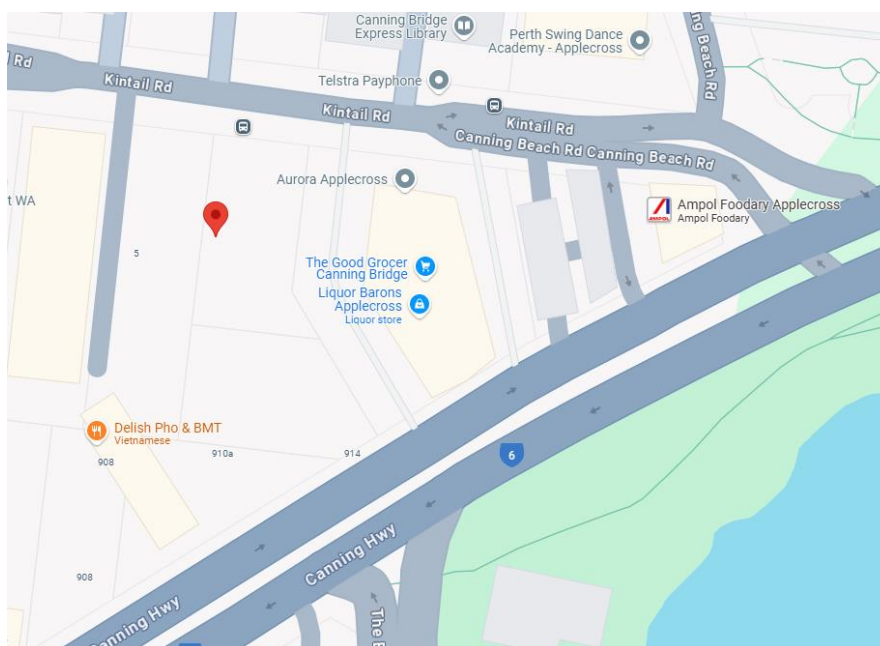 Canning Bridge
Express Library
Perth Swing Dance
Academy - Applecross
ng Beach Rd
Rd
Kintail Rd
Telstra Payphone
Kintail Rd
Kintail Rd
Canning Beach Rd
Canning Beach Rd
Aurora Applecross
t WA
AMPOL
Ampol Foodary Applecross
Ampol Foodary
5
The Good Grocer
Canning Bridge
Liquor Barons
Applecross
Liquor store
Delish Pho & BMT
Vietnamese
908
910a
914
6
Canning Hwy
908
Canning Hwy
The